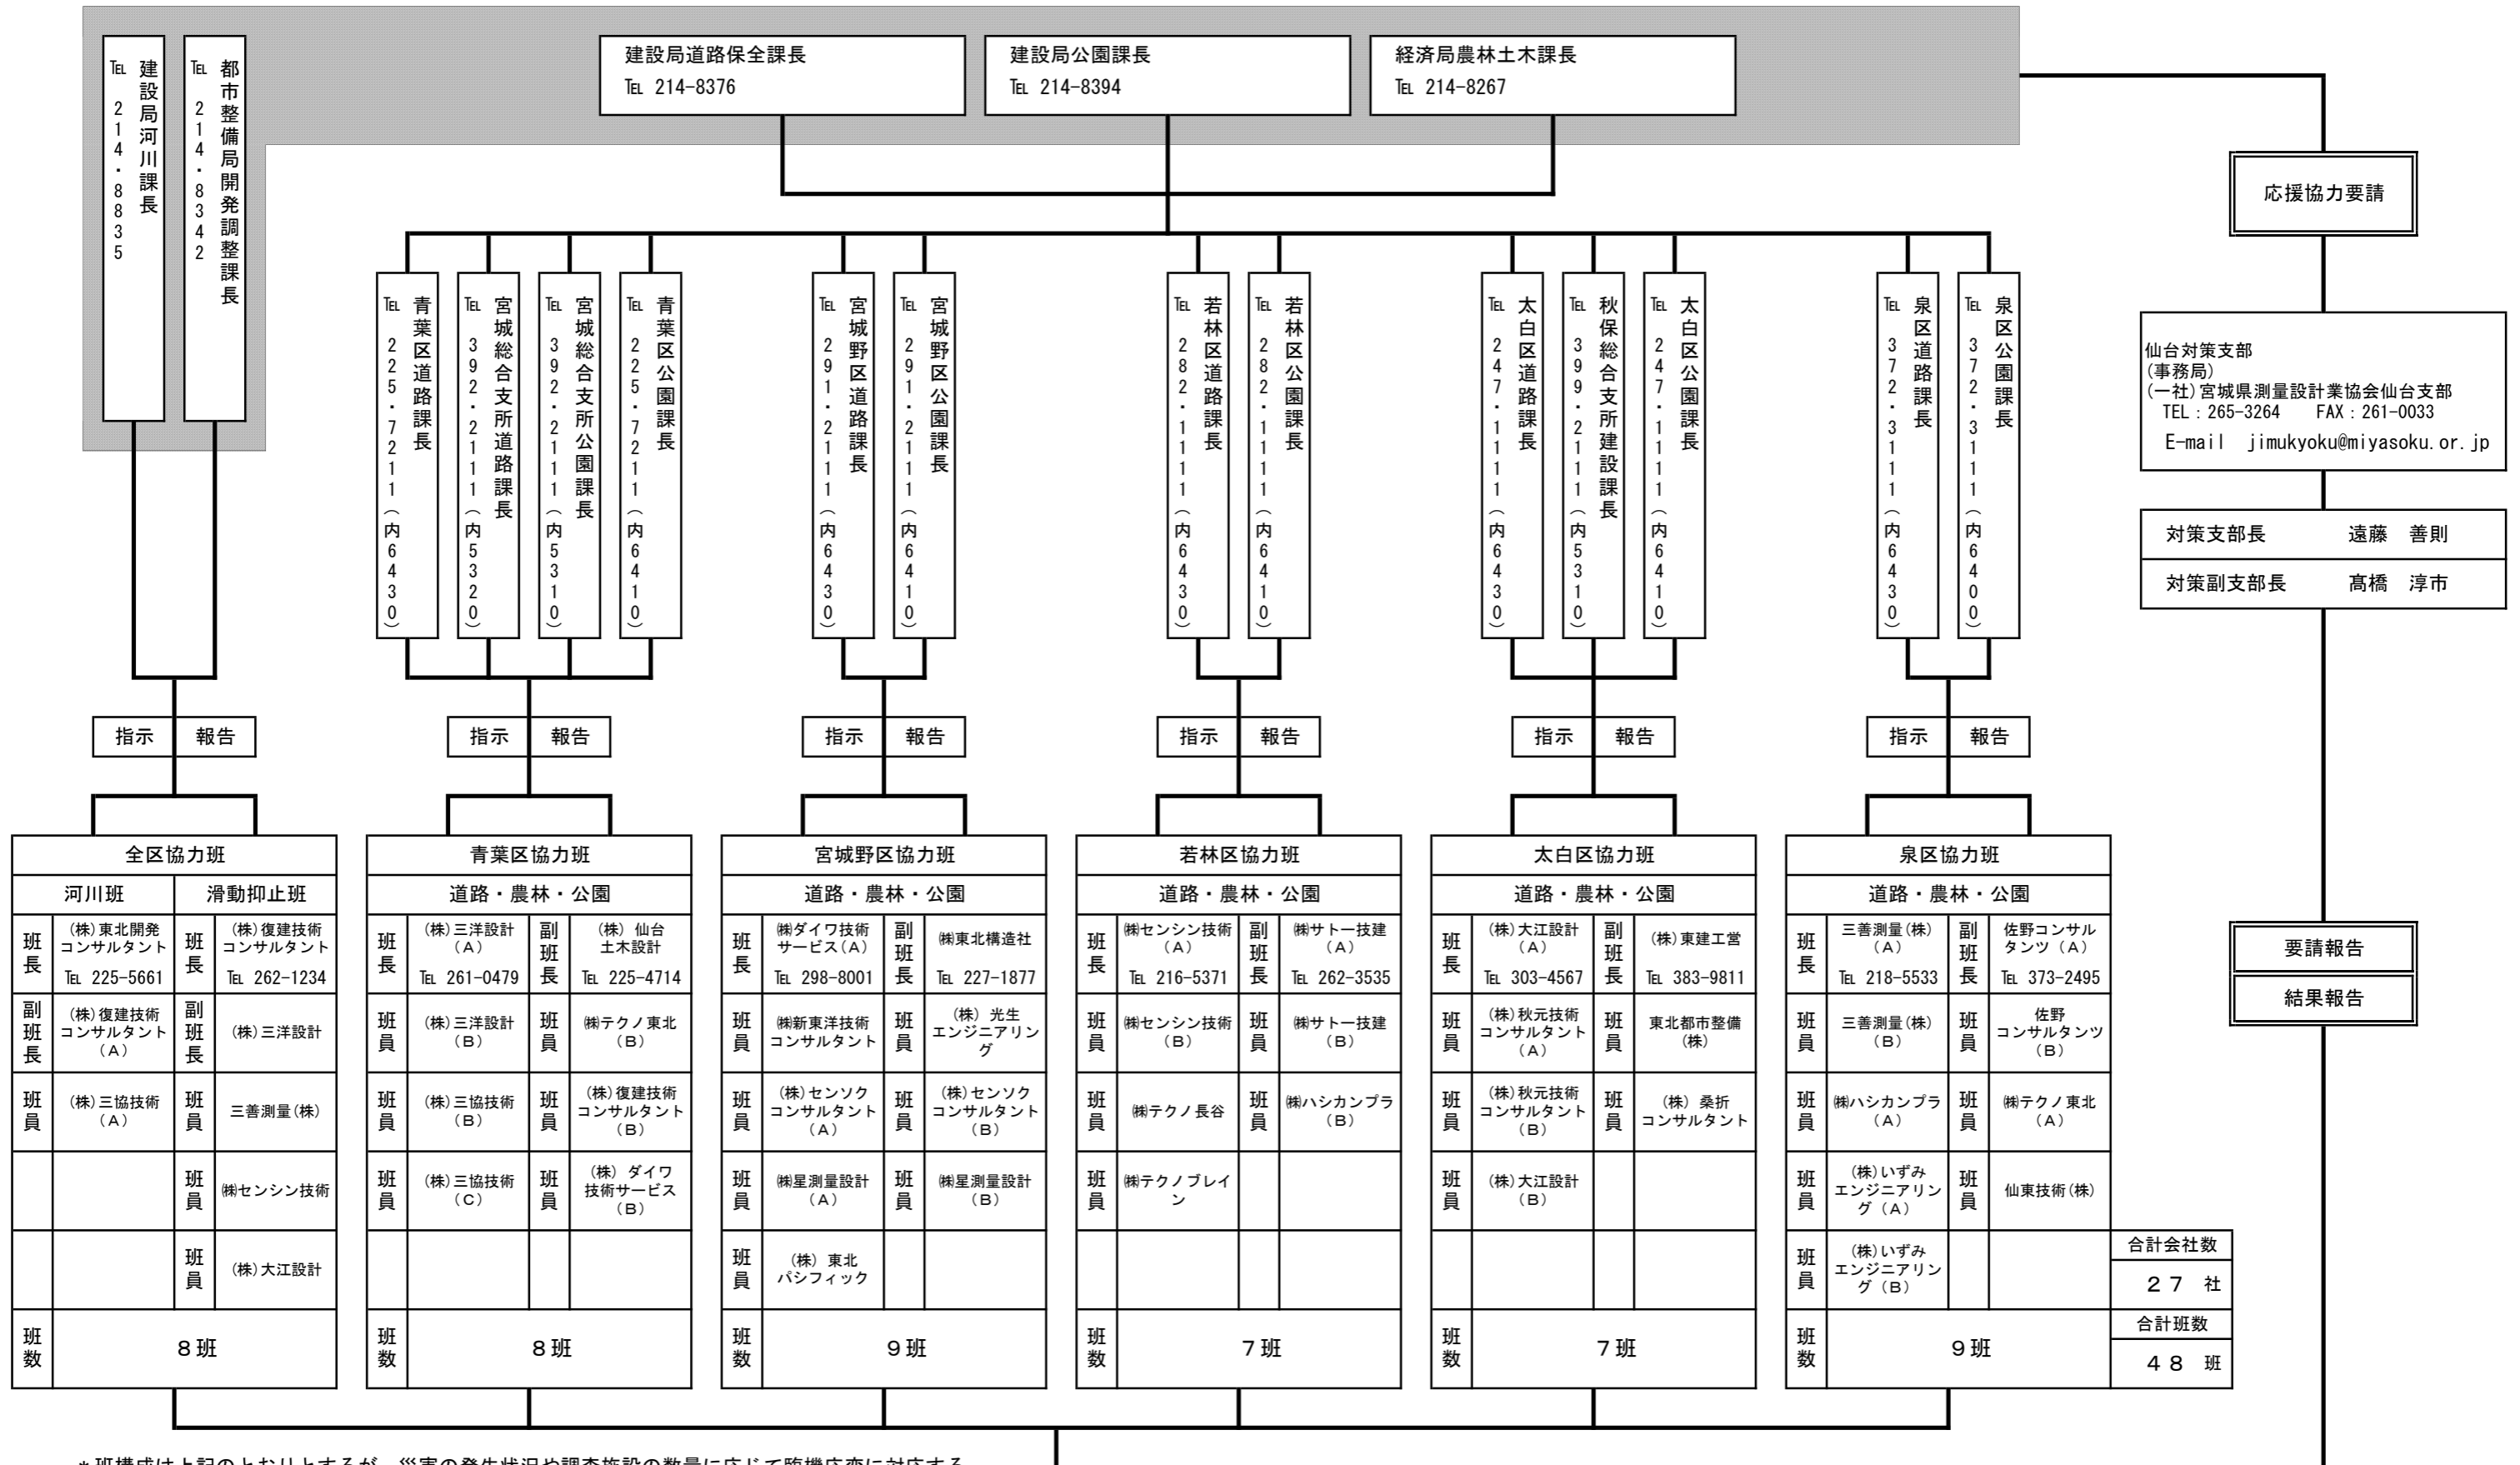 建設局河川課長
℡ 214-8835
都市整備局開発調整課長
℡ 214-8342
建設局道路保全課長
℡ 214-8376
建設局公園課長
℡ 214-8394
経済局農林土木課長
℡ 214-8267
応援協力要請
青葉区道路課長
℡ 225-7211(内6430)
宮城総合支所道路課長
℡ 392-2111(内5320)
宮城総合支所公園課長
℡ 392-2111(内5310)
青葉区公園課長
℡ 225-7211(内6410)
宮城野区道路課長
℡ 291-2111(内6430)
宮城野区公園課長
℡ 291-2111(内6410)
若林区道路課長
℡ 282-1111(内6430)
若林区公園課長
℡ 282-1111(内6410)
太白区道路課長
℡ 247-1111(内6430)
秋保総合支所建設課長
℡ 399-2111(内5310)
太白区公園課長
℡ 247-1111(内6410)
泉区道路課長
℡ 372-3111(内6430)
泉区公園課長
℡ 372-3111(内6400)
仙台対策支部
(事務局)
(一社)宮城県測量設計業協会仙台支部
TEL:265-3264 FAX:261-0033
E-mail jimukyoku@miyasoku.or.jp
対策支部長 遠藤 善則
対策副支部長 髙橋 淳市
指示 報告
指示 報告
指示 報告
指示 報告
指示 報告
指示 報告
全区協力班
河川班 滑動抑止班
班長
(株)東北開発
コンサルタント
℡ 225-5661
班長
(株)復建技術
コンサルタント
℡ 262-1234
副班長
(株)復建技術
コンサルタント
(A)
副班長
(株)三洋設計
班員
(株)三協技術
(A)
班員
三善測量(株)
班員
㈱センシン技術
班員
(株)大江設計
班数
8班
青葉区協力班
道路・農林・公園
班長
(株)三洋設計
(A)
℡ 261-0479
副班長
(株) 仙台
土木設計
℡ 225-4714
班員
(株)三洋設計
(B)
班員
㈱テクノ東北
(B)
班員
(株)三協技術
(B)
班員
(株)復建技術
コンサルタント
(B)
班員
(株)三協技術
(C)
班員
(株) ダイワ
技術サービス
(B)
班数
8班
宮城野区協力班
道路・農林・公園
班長
㈱ダイワ技術
サービス(A)
℡ 298-8001
副班長
㈱東北構造社
℡ 227-1877
班員
㈱新東洋技術
コンサルタント
班員
(株) 光生
エンジニアリン
グ
班員
(株)センソク
コンサルタント
(A)
班員
(株)センソク
コンサルタント
(B)
班員
㈱星測量設計
(A)
班員
㈱星測量設計
(B)
班員
(株) 東北
パシフィック
班数
9班
若林区協力班
道路・農林・公園
班長
㈱センシン技術
(A)
℡ 216-5371
副班長
㈱サトー技建
(A)
℡ 262-3535
班員
㈱センシン技術
(B)
班員
㈱サトー技建
(B)
班員
㈱テクノ長谷
班員
㈱ハシカンプラ
(B)
班員
㈱テクノブレイ
ン
班数
7班
太白区協力班
道路・農林・公園
班長
(株)大江設計
(A)
℡ 303-4567
副班長
(株)東建工営
℡ 383-9811
班員
(株)秋元技術
コンサルタント
(A)
班員
東北都市整備
(株)
班員
(株)秋元技術
コンサルタント
(B)
班員
(株) 桑折
コンサルタント
班員
(株)大江設計
(B)
班数
7班
泉区協力班
道路・農林・公園
班長
三善測量(株)
(A)
℡ 218-5533
副班長
佐野コンサル
タンツ(A)
℡ 373-2495
班員
三善測量(株)
(B)
班員
佐野
コンサルタンツ
(B)
班員
㈱ハシカンプラ
(A)
班員
㈱テクノ東北
(A)
班員
(株)いずみ
エンジニアリン
グ(A)
班員
仙東技術(株)
班員
(株)いずみ
エンジニアリン
グ(B)
班数
9班
合計会社数
27 社
合計班数
48 班
要請報告
結果報告
*班構成は上記のとおりとするが、災害の発生状況や調査施設の数量に応じて臨機応変に対応する